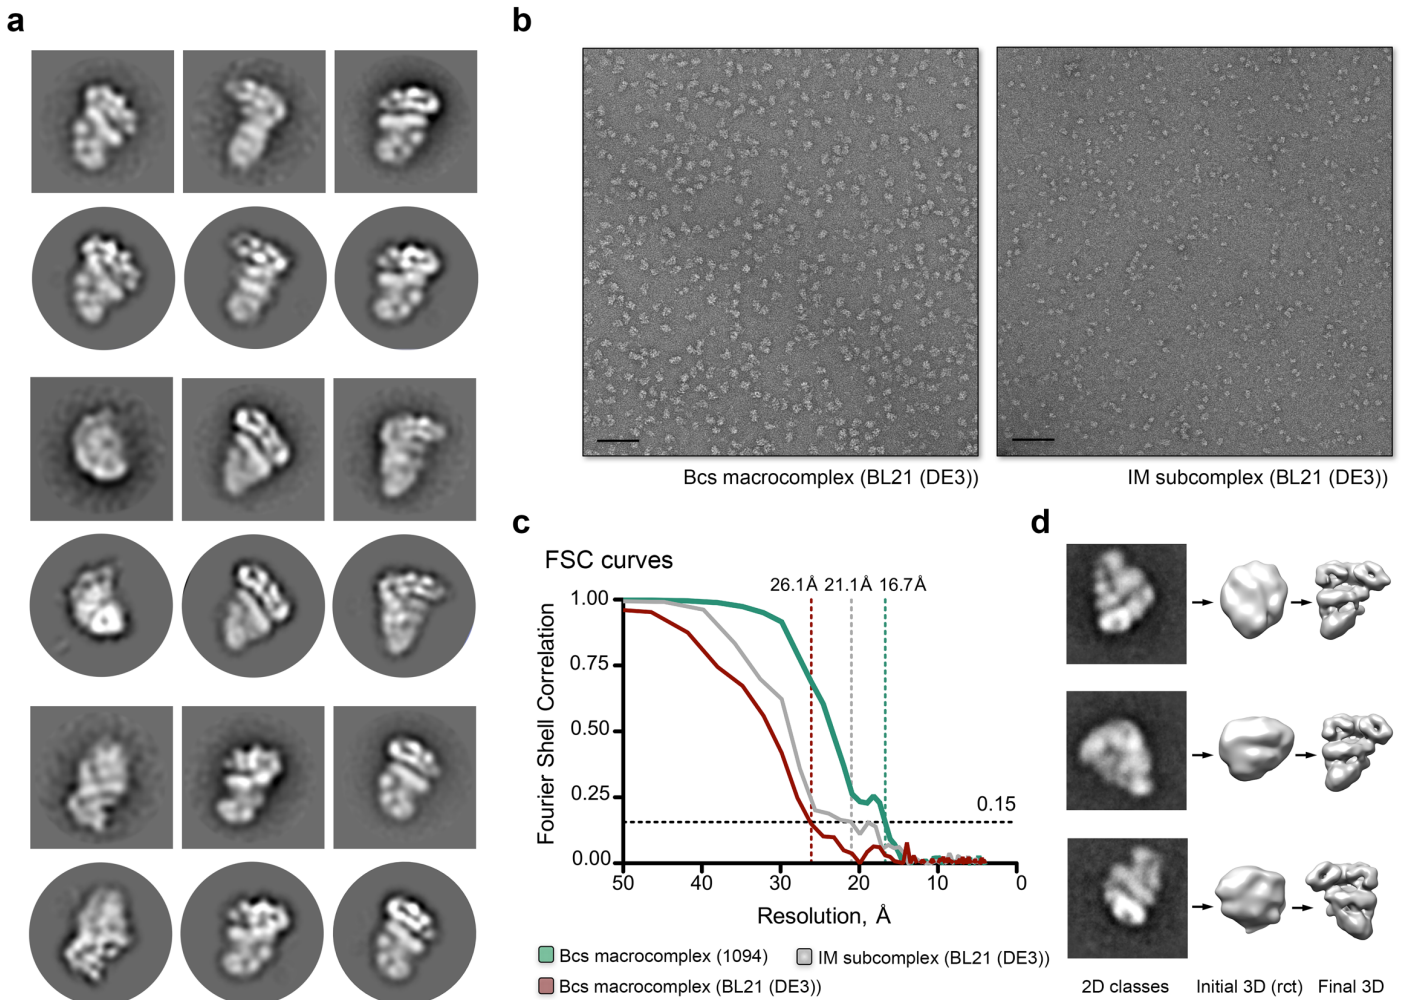 a
b
Bcs macrocomplex (BL21 (DE3))
IM subcomplex (BL21 (DE3))
c
FSC curves
26.1Å 21.1Å 16.7Å
Fourier Shell Correlation
1.00
0.75
0.50
0.25
0.00
0.15
50 40 30 20 10 0
Resolution, Å
Bcs macrocomplex (1094)
IM subcomplex (BL21 (DE3))
Bcs macrocomplex (BL21 (DE3))
d
2D classes Initial 3D (rct) Final 3D